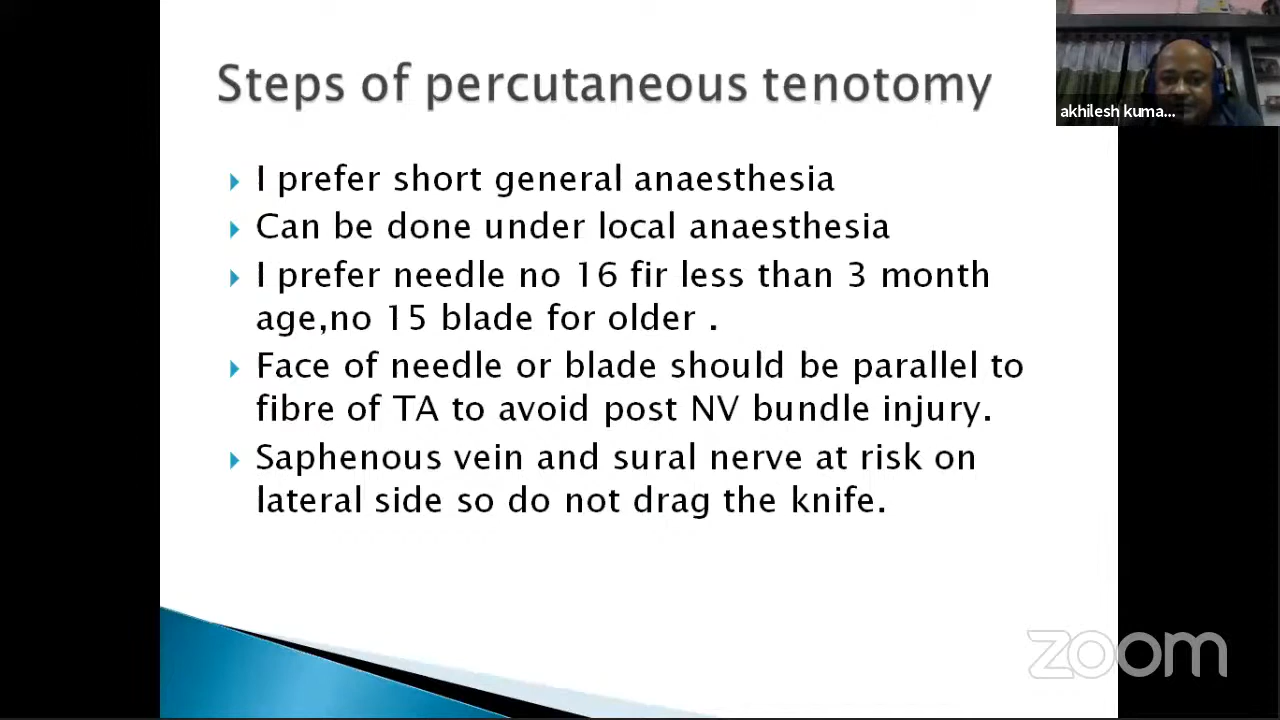 Steps of percutaneous tenotomy
I prefer short general anaesthesia
Can be done under local anaesthesia
I prefer needle no 16 fir less than 3 month
age,no 15 blade for older .
Face of needle or blade should be parallel to
fibre of TA to avoid post NV bundle injury.
Saphenous vein and sural nerve at risk on
lateral side so do not drag the knife.
akhilesh kuma...
zoom